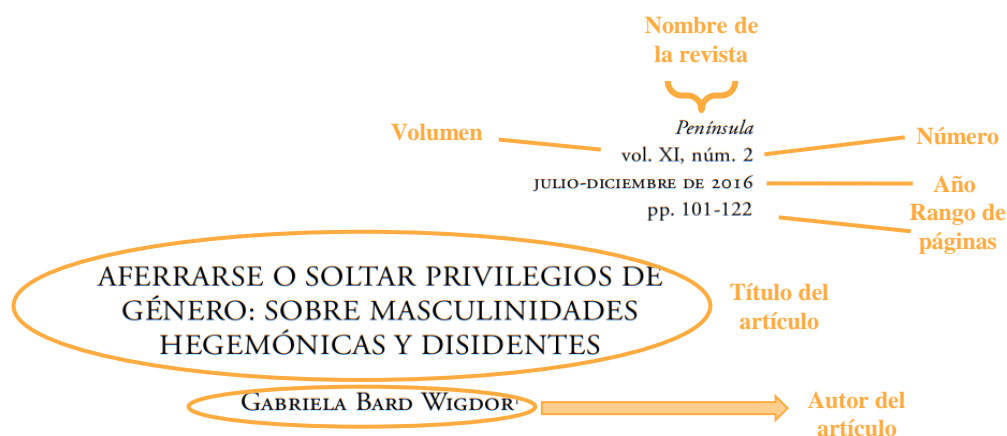 Nombre de
la revista
Península
Volumen
vol. XI, núm. 2
Número
JULIO-DICIEMBRE DE 2016
Año
pp. 101-122
Rango de
páginas
AFERRARSE O SOLTAR PRIVILEGIOS DE
GÉNERO: SOBRE MASCULINIDADES
HEGEMÓNICAS Y DISIDENTES
Título del
artículo
GABRIELA BARD WIGDOR¹
Autor del
artículo